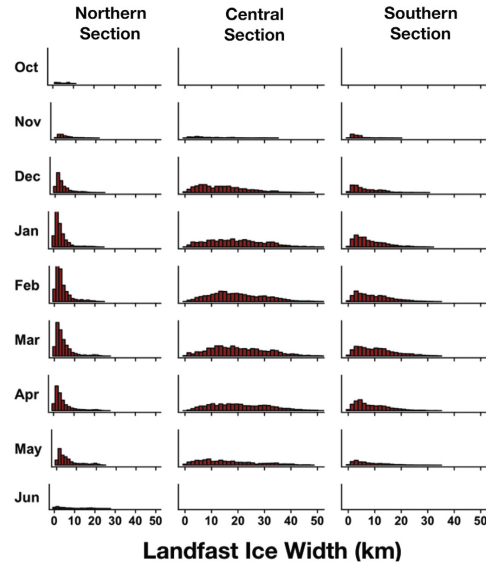 Northern Section
Central Section
Southern Section
Oct
Nov
Dec
Jan
Feb
Mar
Apr
May
Jun
0 10 20 30 40 50
0 10 20 30 40 50
0 10 20 30 40 50
Landfast Ice Width (km)